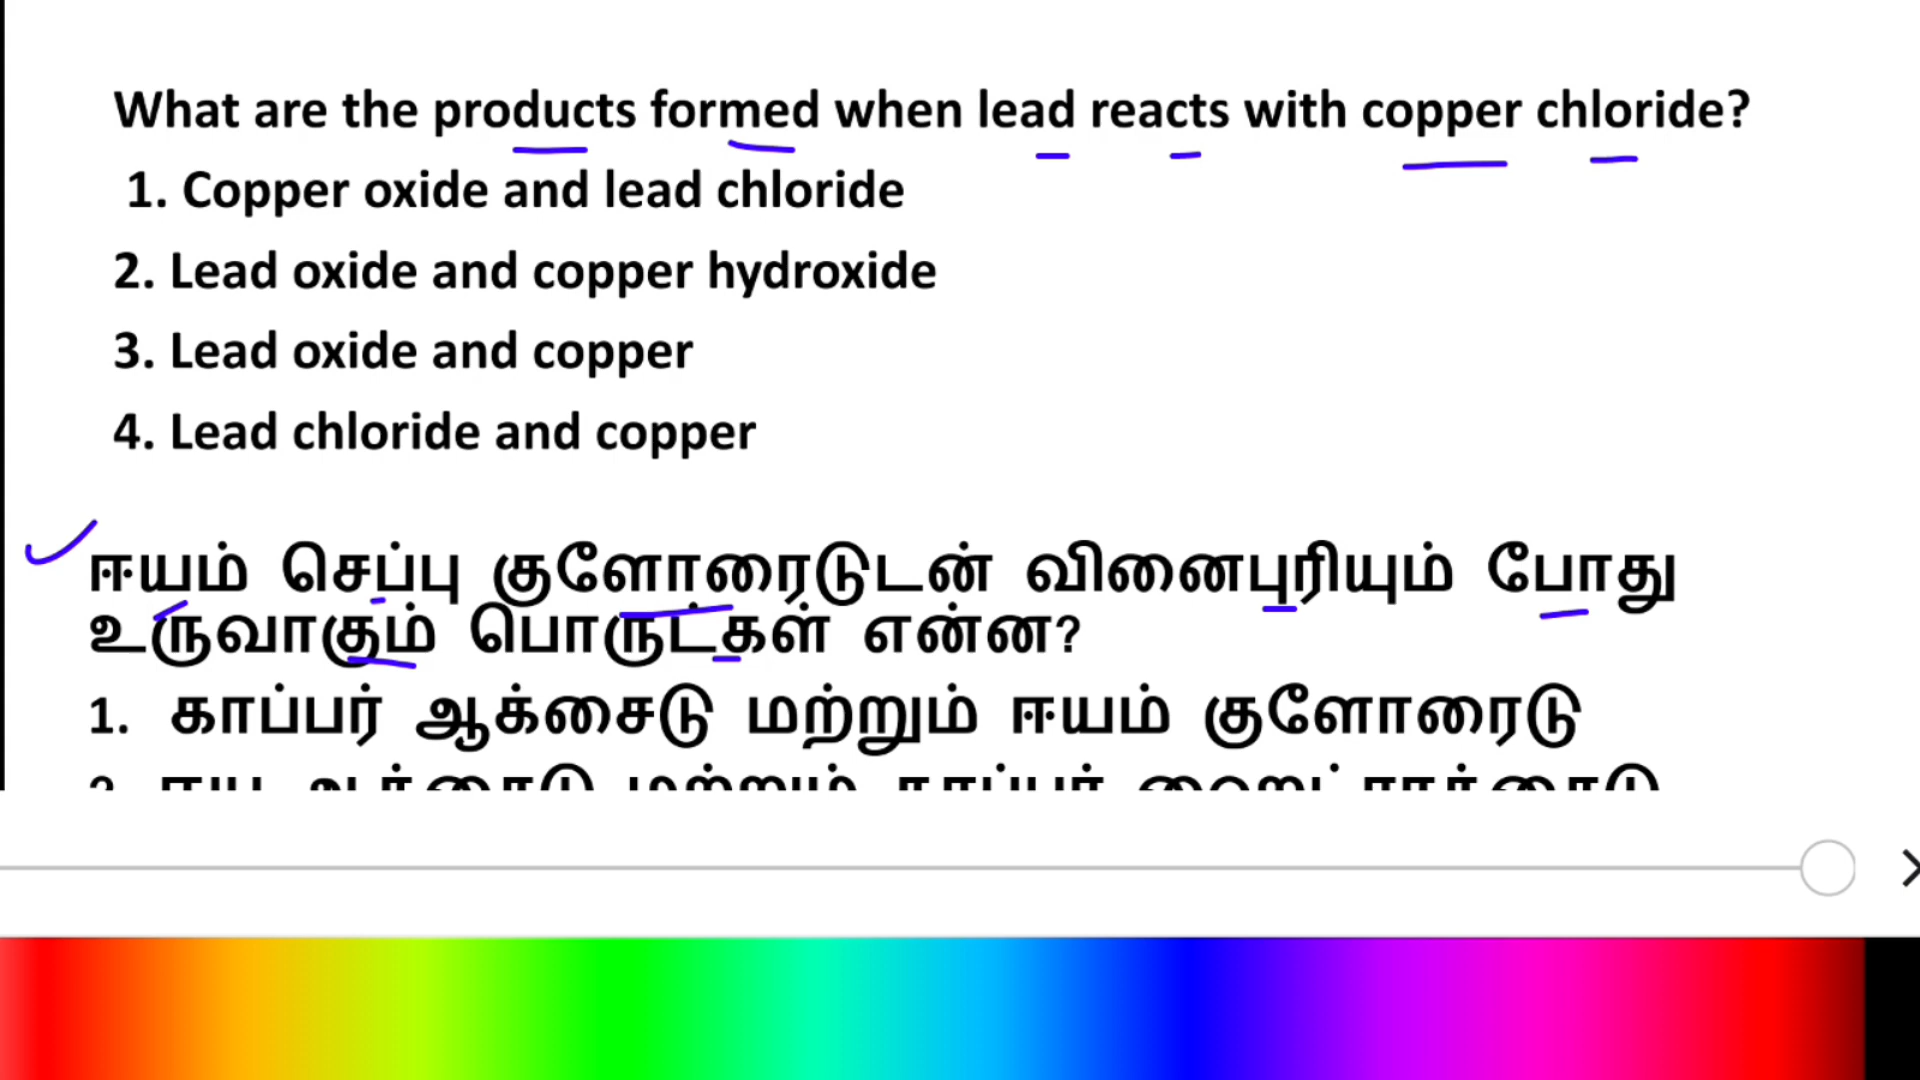 What are the products formed when lead reacts with copper chloride?
1. Copper oxide and lead chloride
2. Lead oxide and copper hydroxide
3. Lead oxide and copper
4. Lead chloride and copper
ஈயம் செப்பு குளோரைடுடன் வினைபுரியும் போது
உருவாகும் பொருட்கள் என்ன?
1. காப்பர் ஆக்சைடு மற்றும் ஈயம் குளோரைடு